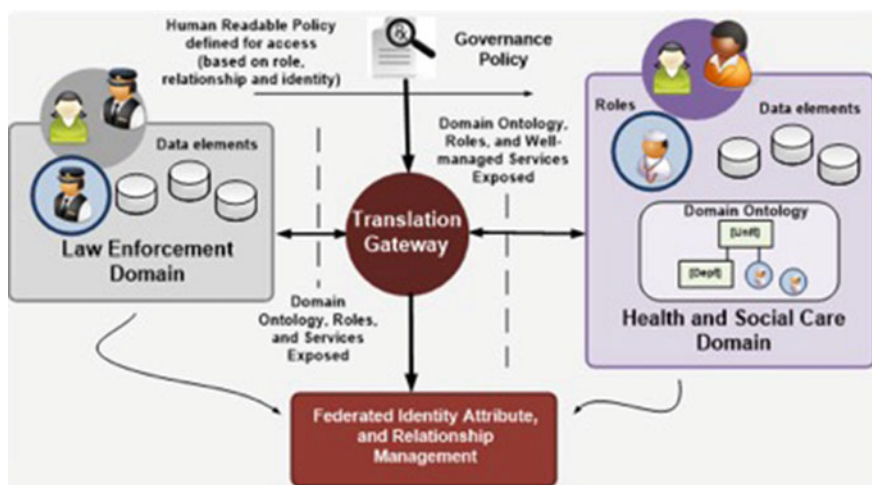 Human Readable Policy
defined for access
(based on role,
relationship and identity)
Governance
Policy
Roles
Data elements
Data elements
Domain Ontology,
Roles, and Well-
managed Services
Exposed
Translation
Gateway
Law Enforcement
Domain
Domain Ontology
[Unit]
[Dept]
Domain
Ontology, Roles,
and Services
Exposed
Health and Social Care
Domain
Federated Identity Attribute,
and Relationship
Management